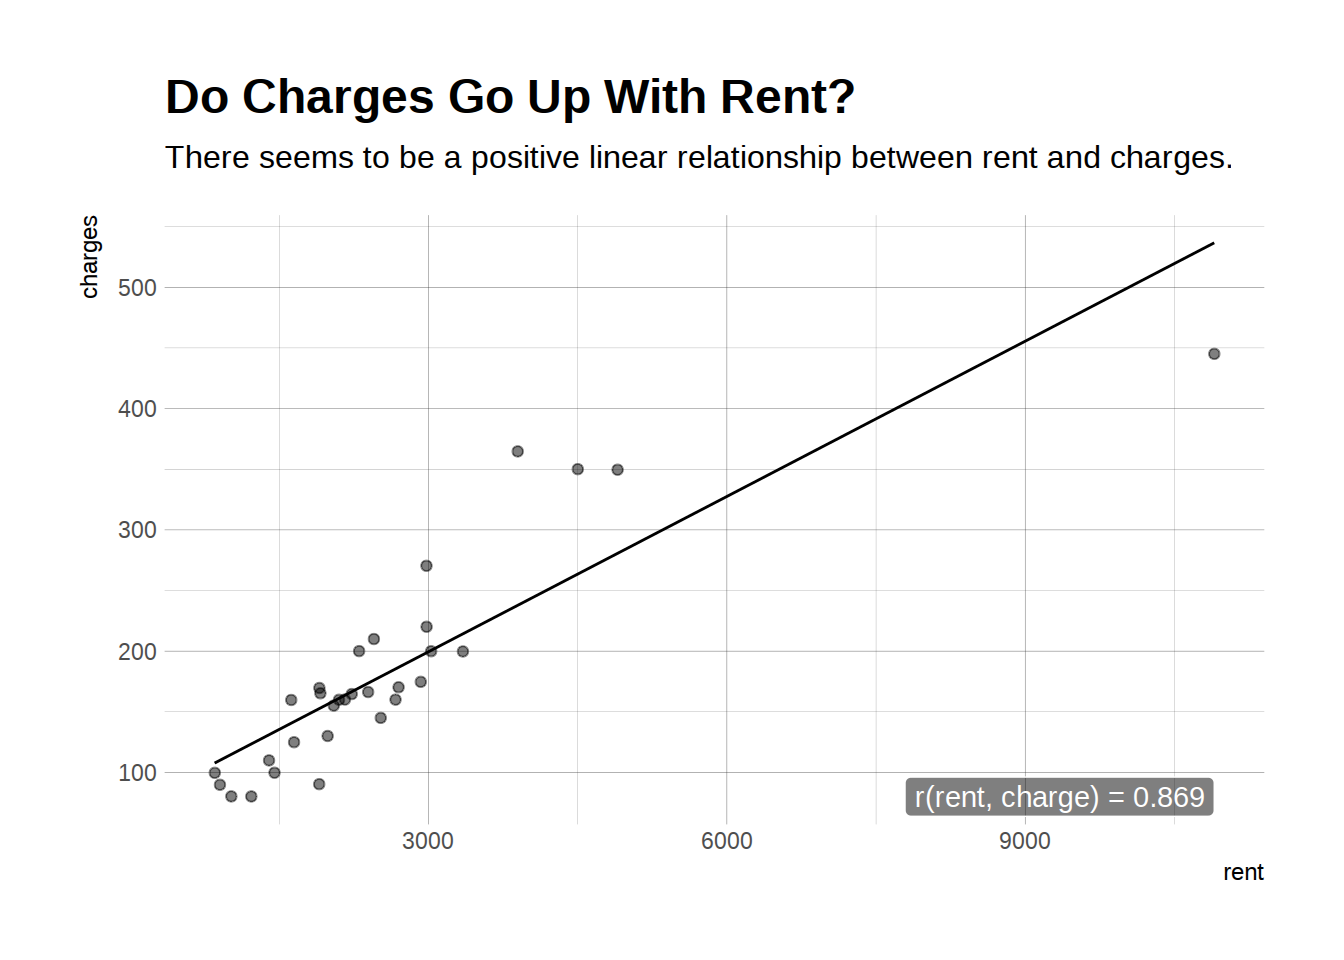 Do Charges Go Up With Rent?
There seems to be a positive linear relationship between rent and charges.
charges
500
400
300
200
100
r(rent, charge) = 0.869
3000 6000 9000
rent